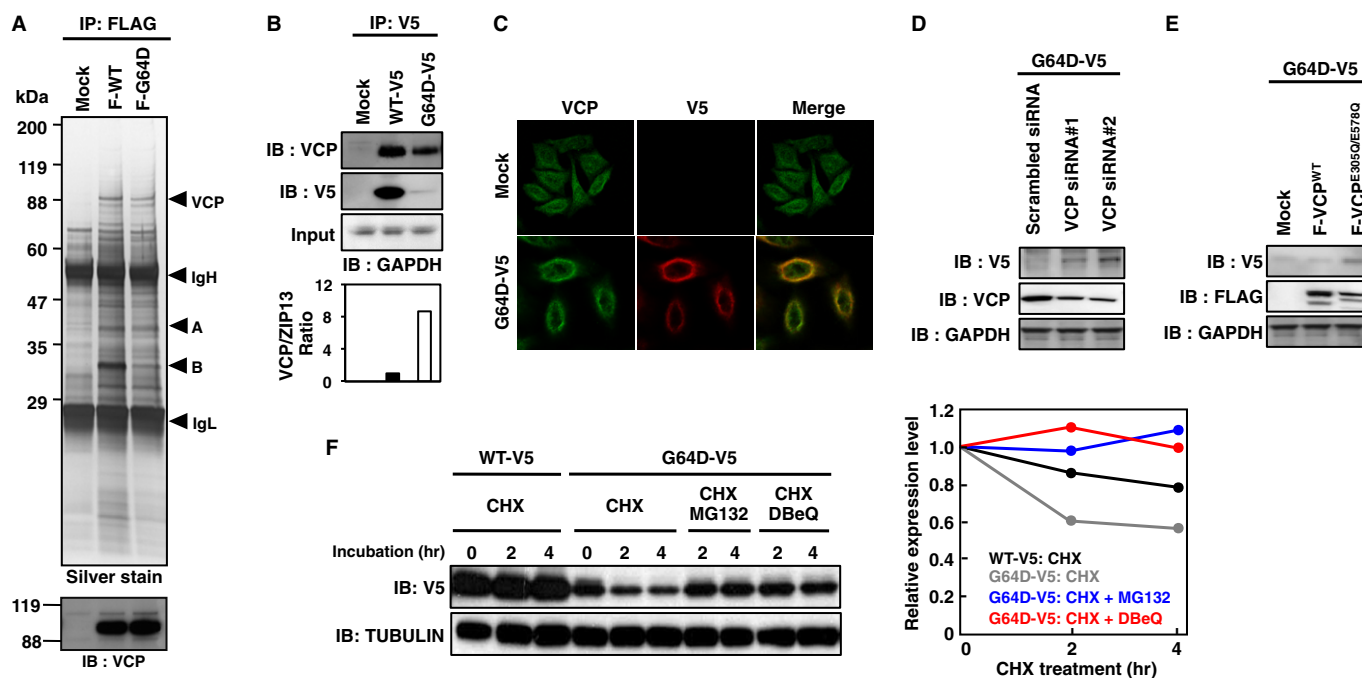 A
IP: FLAG
kDa
Mock
F-WT
F-G64D
200
119
88
60
47
35
29
VCP
IgH
A
B
IgL
Silver stain
119
88
IB : VCP
B
IP: V5
Mock
WT-V5
G64D-V5
IB : VCP
IB : V5
Input
IB : GAPDH
VCP/ZIP13
Ratio
12
8
4
0
C
VCP
V5
Merge
Mock
G64D-V5
D
G64D-V5
Scrambled siRNA
VCP siRNA#1
VCP siRNA#2
IB : V5
IB : VCP
IB : GAPDH
E
G64D-V5
Mock
F-VCPWT
F-VCPE305Q/E578Q
IB : V5
IB : FLAG
IB : GAPDH
F
WT-V5
G64D-V5
CHX
CHX
CHX
MG132
CHX
DBeQ
Incubation (hr)
0 2 4 0 2 4 2 4 2 4
IB: V5
IB: TUBULIN
Relative expression level
1.2
1.0
0.8
0.6
0.4
0.2
0
WT-V5: CHX
G64D-V5: CHX
G64D-V5: CHX + MG132
G64D-V5: CHX + DBeQ
0 2 4
CHX treatment (hr)